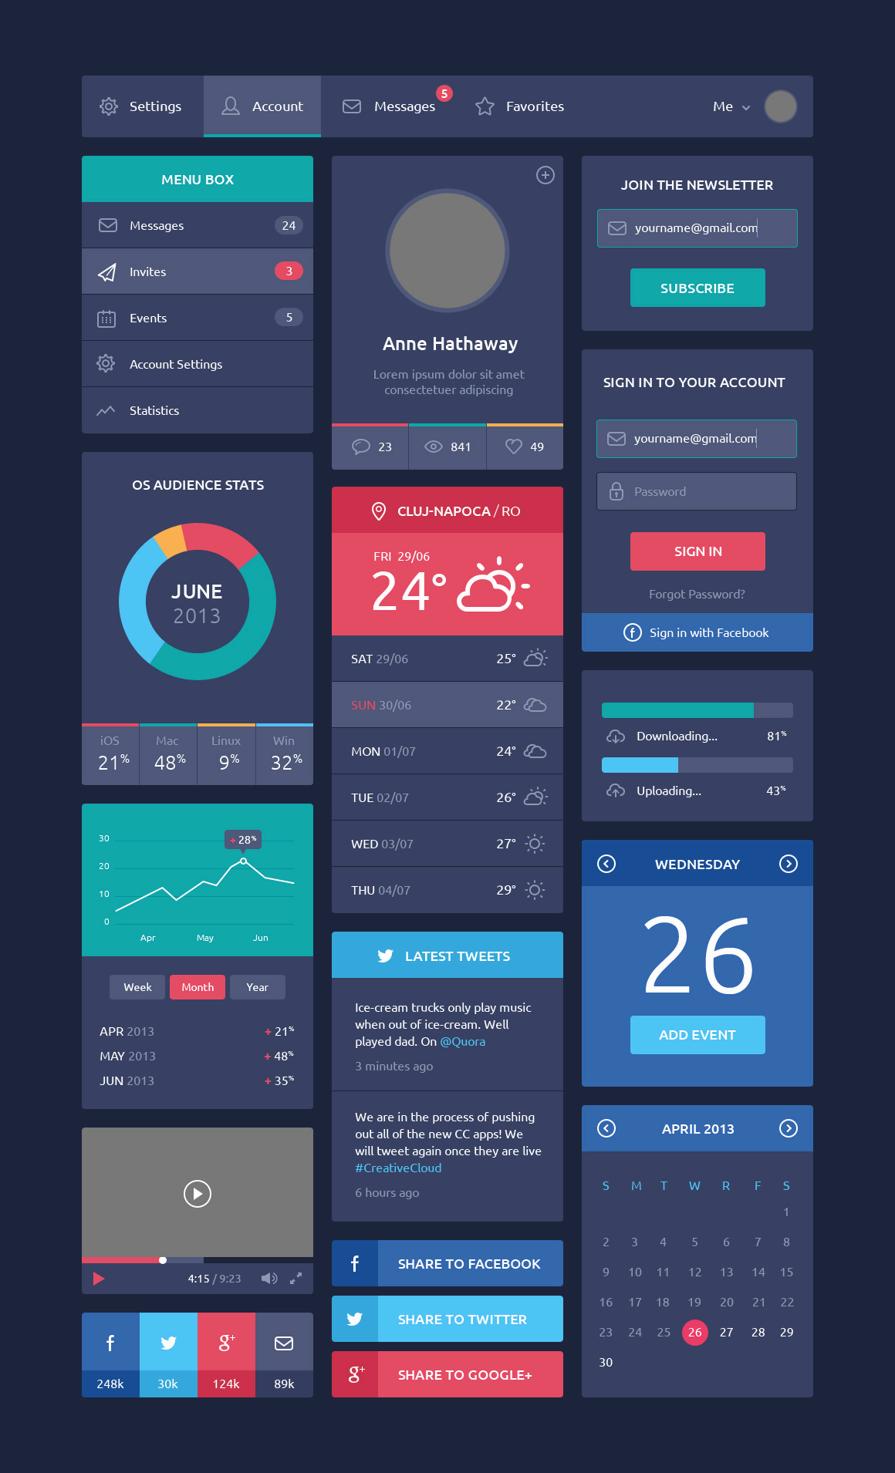 Settings
Account
Messages
5
Favorites
Me
MENU BOX
Messages 24
Invites 3
Events 5
Account Settings
Statistics
OS AUDIENCE STATS
JUNE
2013
iOS Mac Linux Win
21% 48% 9% 32%
+ 28%
30
20
10
0
Apr May Jun
Week Month Year
APR 2013 + 21%
MAY 2013 + 48%
JUN 2013 + 35%
4:15 / 9:23
f g+
248k 30k 124k 89k
Anne Hathaway
Lorem ipsum dolor sit amet
consectetuer adipiscing
23 841 49
CLUJ-NAPOCA / RO
FRI 29/06
24°
SAT 29/06 25°
SUN 30/06 22°
MON 01/07 24°
TUE 02/07 26°
WED 03/07 27°
THU 04/07 29°
LATEST TWEETS
Ice-cream trucks only play music
when out of ice-cream. Well
played dad. On @Quora
3 minutes ago
We are in the process of pushing
out all of the new CC apps! We
will tweet again once they are live
#CreativeCloud
6 hours ago
f SHARE TO FACEBOOK
SHARE TO TWITTER
g+ SHARE TO GOOGLE+
JOIN THE NEWSLETTER
yourname@gmail.com
SUBSCRIBE
SIGN IN TO YOUR ACCOUNT
yourname@gmail.com
Password
SIGN IN
Forgot Password?
f Sign in with Facebook
Downloading... 81%
Uploading... 43%
WEDNESDAY
26
ADD EVENT
APRIL 2013
S M T W R F S
1
2 3 4 5 6 7 8
9 10 11 12 13 14 15
16 17 18 19 20 21 22
23 24 25 26 27 28 29
30